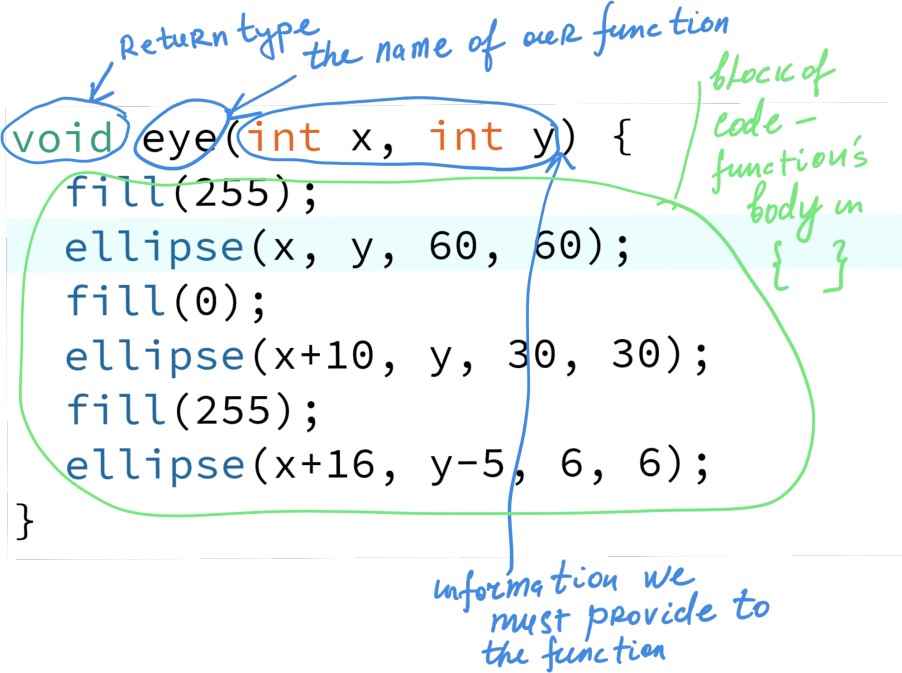 Return type
the name of our function
void eye(int x, int y) {
fill(255);
ellipse(x, y, 60, 60);
fill(0);
ellipse(x+10, y, 30, 30);
fill(255);
ellipse(x+16, y-5, 6, 6);
}
block of
code -
function's
body in
{ }
information we
must provide to
the function